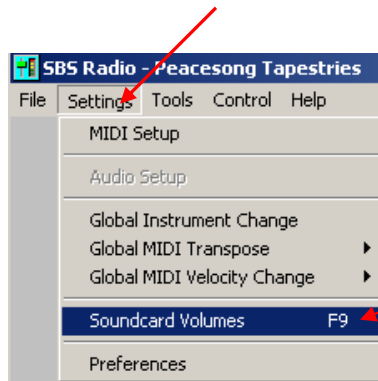 SBS Radio - Peacesong Tapestries
File Settings Tools Control Help
MIDI Setup
Audio Setup
Global Instrument Change
Global MIDI Transpose
Global MIDI Velocity Change
Soundcard Volumes F9
Preferences